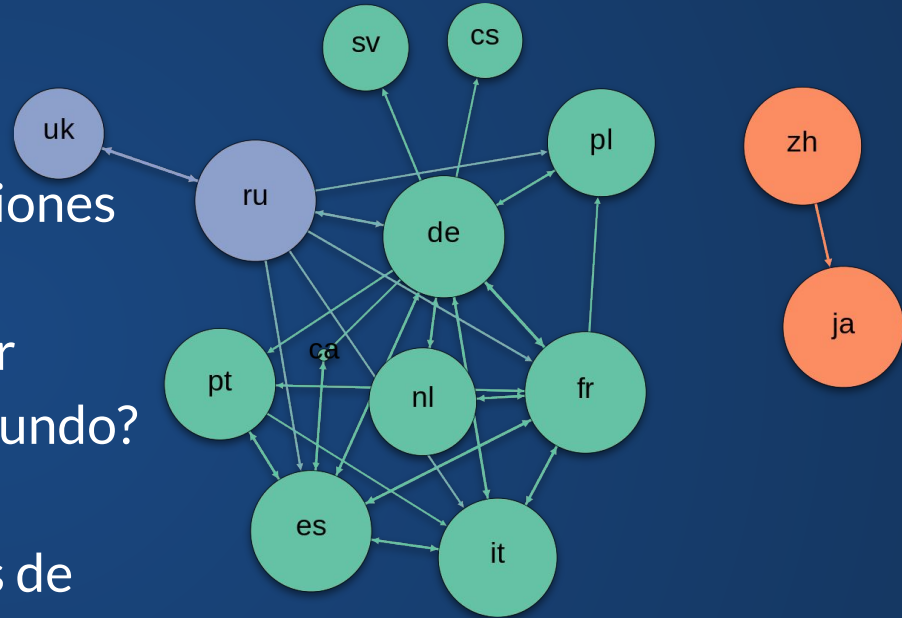 sv
cs
uk
pl
zh
iones
ru
de
r
ca
ja
pt
nl
fr
undo?
es
it
s de